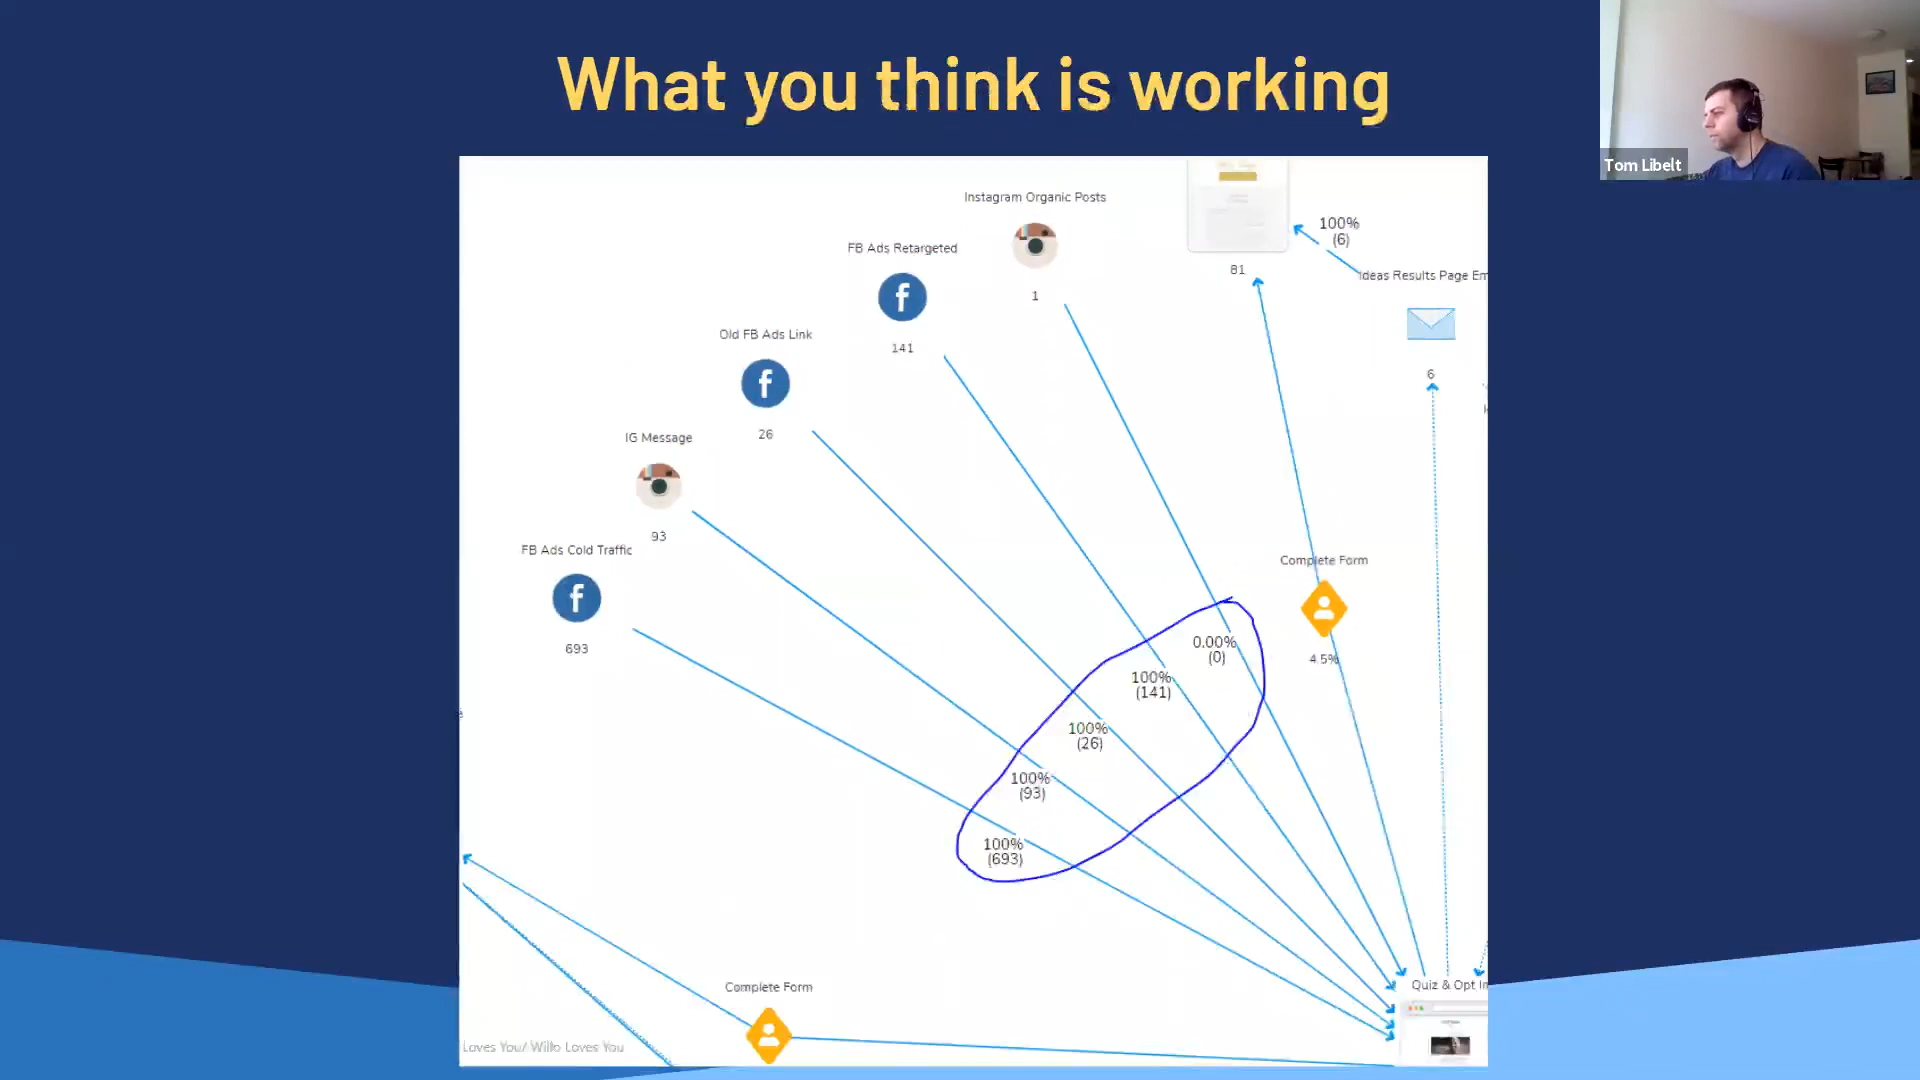 What you think is working
Tom Libelt
Instagram Organic Posts
1
FB Ads Retargeted
141
Old FB Ads Link
26
IG Message
93
FB Ads Cold Traffic
693
81
100%
(6)
Ideas Results Page Em
6
Complete Form
4.5%
0.00%
(0)
100%
(141)
100%
(26)
100%
(93)
100%
(693)
Complete Form
Loves You/ Willo Loves You
Quiz & Opt In